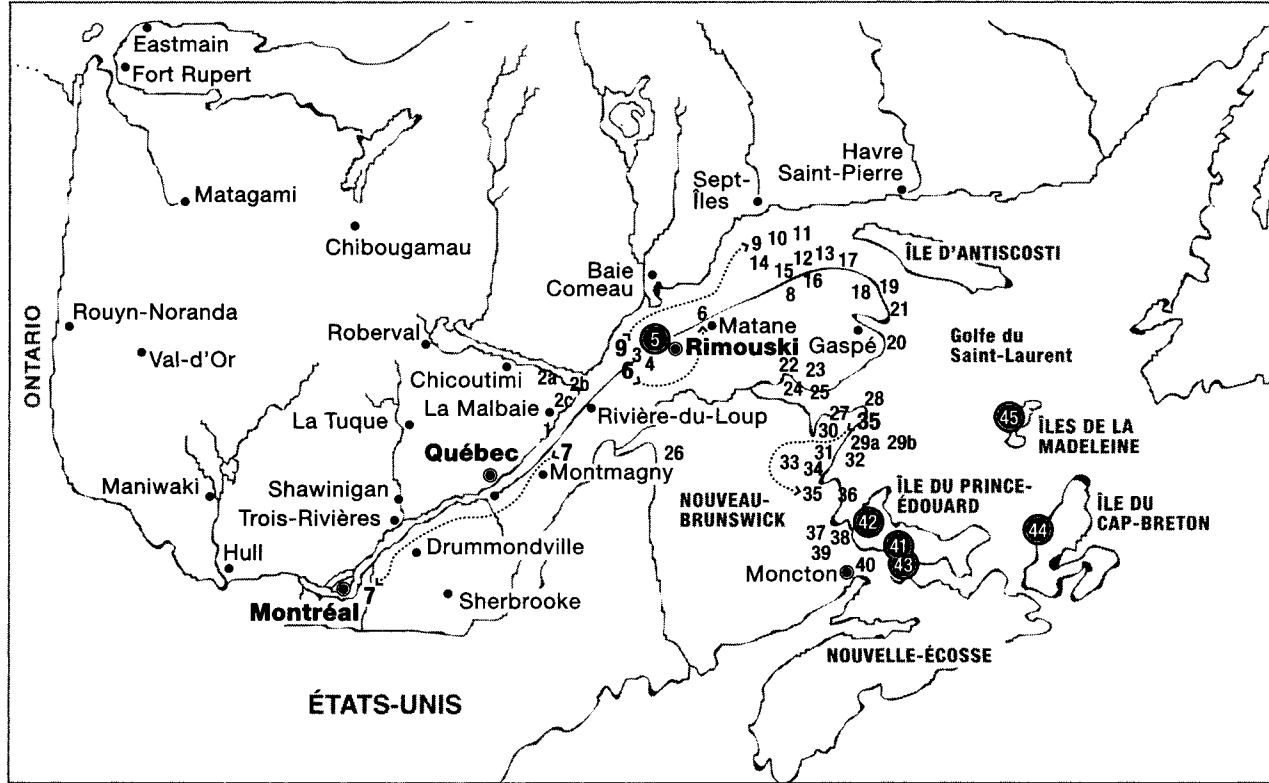 Eastmain
Fort Rupert
Matagami
Chibougamau
Sept-
Îles
Havre
Saint-Pierre
9 10 11
14 12 13 17
15 16
8
ÎLE D'ANTISCOSTI
Baie
Comeau
18 19
21
ONTARIO
Rouyn-Noranda
Val-d'Or
Roberval
6
Matane
9 3 5 Rimouski
6 4
Gaspé 20
Golfe du
Saint-Laurent
Chicoutimi
2a 2b
2c
La Malbaie
1
Rivière-du-Loup
22 23
24 25
La Tuque
27 28
30 35
29a 29b
31 32
33 34
35 36
45
ÎLES DE LA
MADELEINE
Québec
7
Montmagny
26
Maniwaki
Shawinigan
Trois-Rivières
NOUVEAU-
BRUNSWICK
ÎLE DU PRINCE-
ÉDOUARD
ÎLE DU
CAP-BRETON
42
44
37 38
39
41
43
40
Moncton
Hull
Drummondville
Montréal
7
Sherbrooke
NOUVELLE-ÉCOSSE
ÉTATS-UNIS